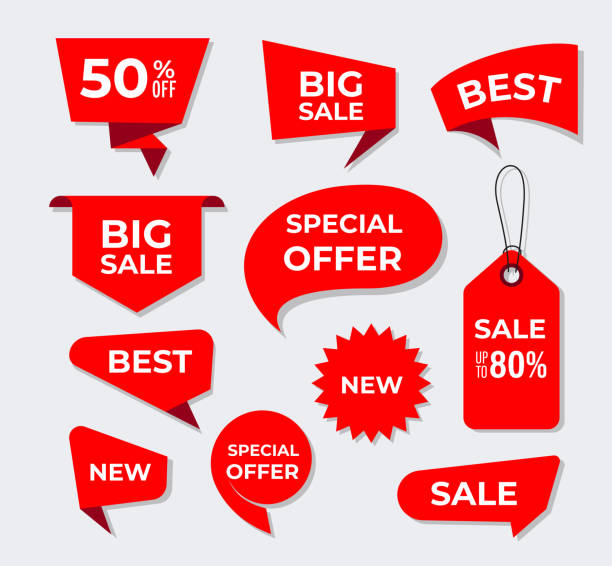 50% OFF
BIG
SALE
BEST
BIG
SALE
SPECIAL
OFFER
SALE
UP TO 80%
BEST
NEW
NEW
SPECIAL
OFFER
SALE